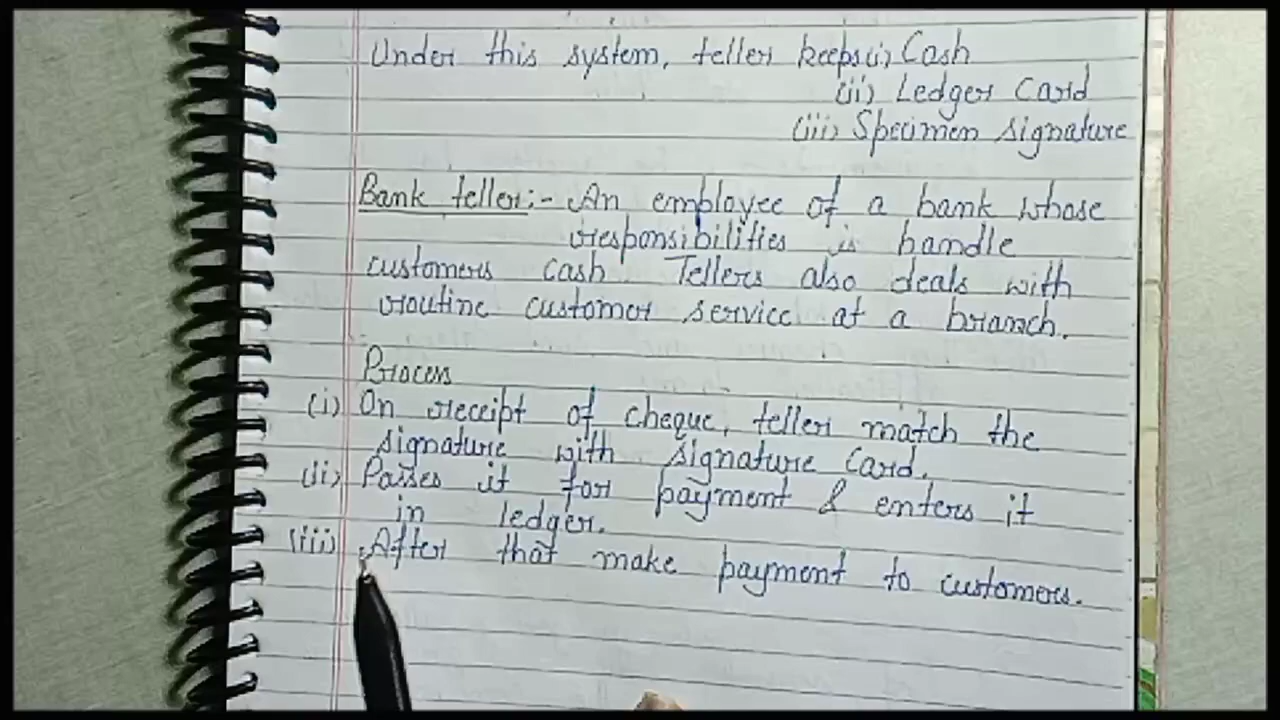 Under this system, teller keeps (i) Cash
(ii) Ledger Card
(iii) Specimen signature
Bank teller:- An employee of a bank whose
responsibilities is handle
customers cash. Tellers also deals with
routine customer service at a branch.
Process
(i) On receipt of cheque, teller match the
signature with signature card.
(ii) Passes it for payment & enters it
in ledger.
(iii) After that make payment to customers.